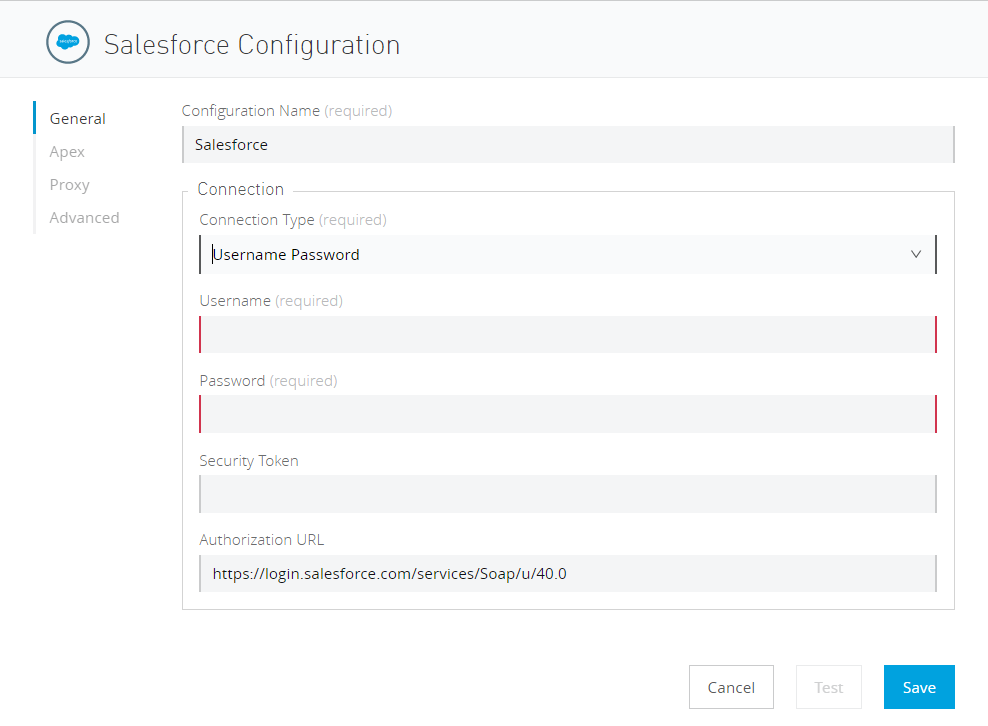 Salesforce Configuration
General
Apex
Proxy
Advanced
Configuration Name (required)
Salesforce
Connection
Connection Type (required)
Username Password
Username (required)
Password (required)
Security Token
Authorization URL
https://login.salesforce.com/services/Soap/u/40.0
Cancel
Test
Save